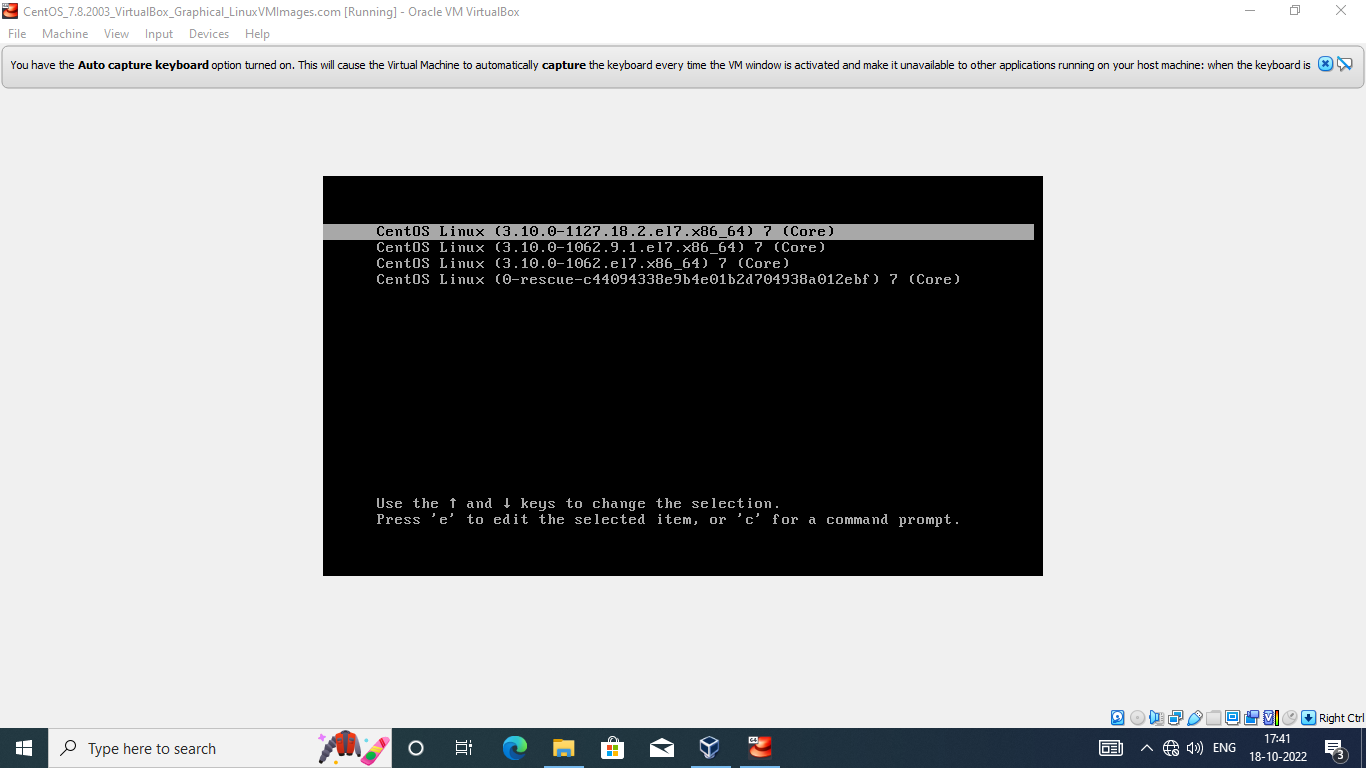 CentOS_7.8.2003_VirtualBox_Graphical_LinuxVMImages.com [Running] - Oracle VM VirtualBox
File Machine View Input Devices Help
You have the Auto capture keyboard option turned on. This will cause the Virtual Machine to automatically capture the keyboard every time the VM window is activated and make it unavailable to other applications running on your host machine: when the keyboard is
CentOS Linux (3.10.0-1127.18.2.el7.x86_64) 7 (Core)
CentOS Linux (3.10.0-1062.9.1.el7.x86_64) 7 (Core)
CentOS Linux (3.10.0-1062.el7.x86_64) 7 (Core)
CentOS Linux (0-rescue-c44094338e9b4e01b2d704938a012ebf) 7 (Core)
Use the ↑ and ↓ keys to change the selection.
Press 'e' to edit the selected item, or 'c' for a command prompt.
Right Ctrl
Type here to search
ENG
17:41
18-10-2022
3